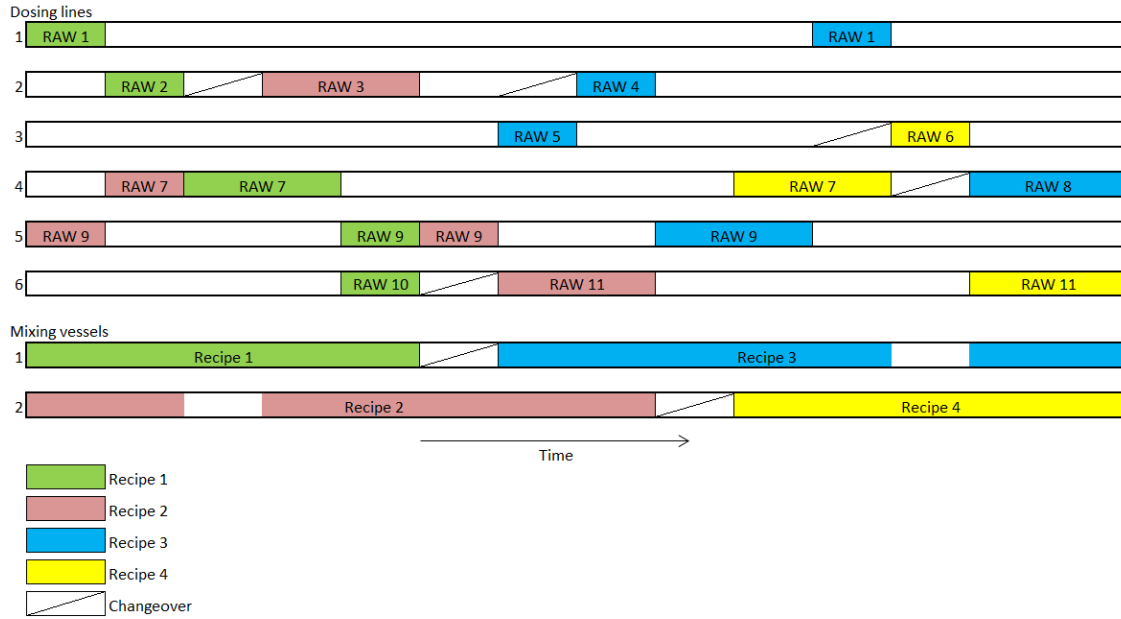 Dosing lines
1 RAW 1 RAW 1
2 RAW 2 RAW 3 RAW 4
3 RAW 5 RAW 6
4 RAW 7 RAW 7 RAW 7 RAW 8
5 RAW 9 RAW 9 RAW 9 RAW 9
6 RAW 10 RAW 11 RAW 11
Mixing vessels
1 Recipe 1 Recipe 3
2 Recipe 2 Recipe 4
Time
Recipe 1
Recipe 2
Recipe 3
Recipe 4
Changeover